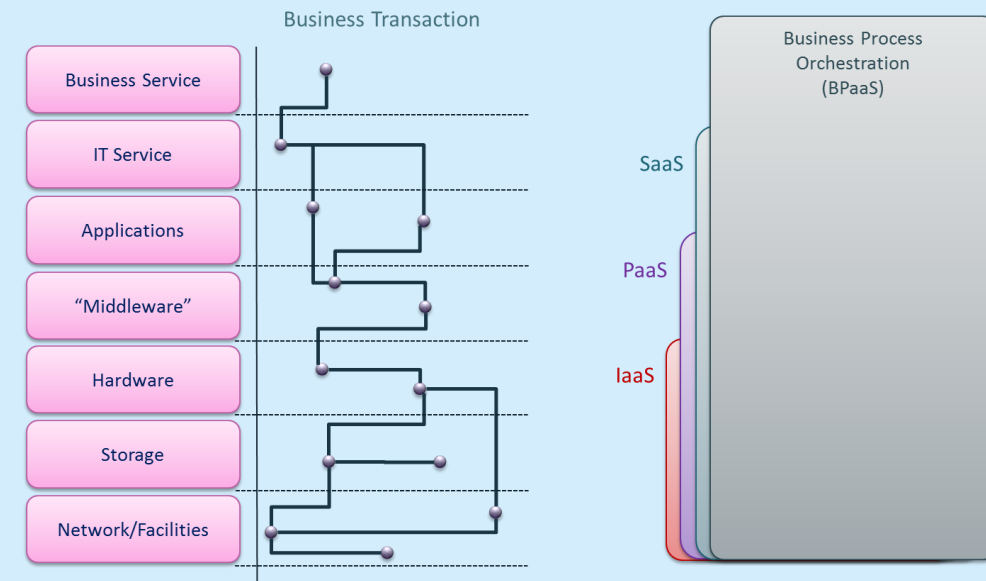 Business Transaction
Business Service
IT Service
Applications
“Middleware”
Hardware
Storage
Network/Facilities
Business Process
Orchestration
(BPaaS)
SaaS
PaaS
IaaS